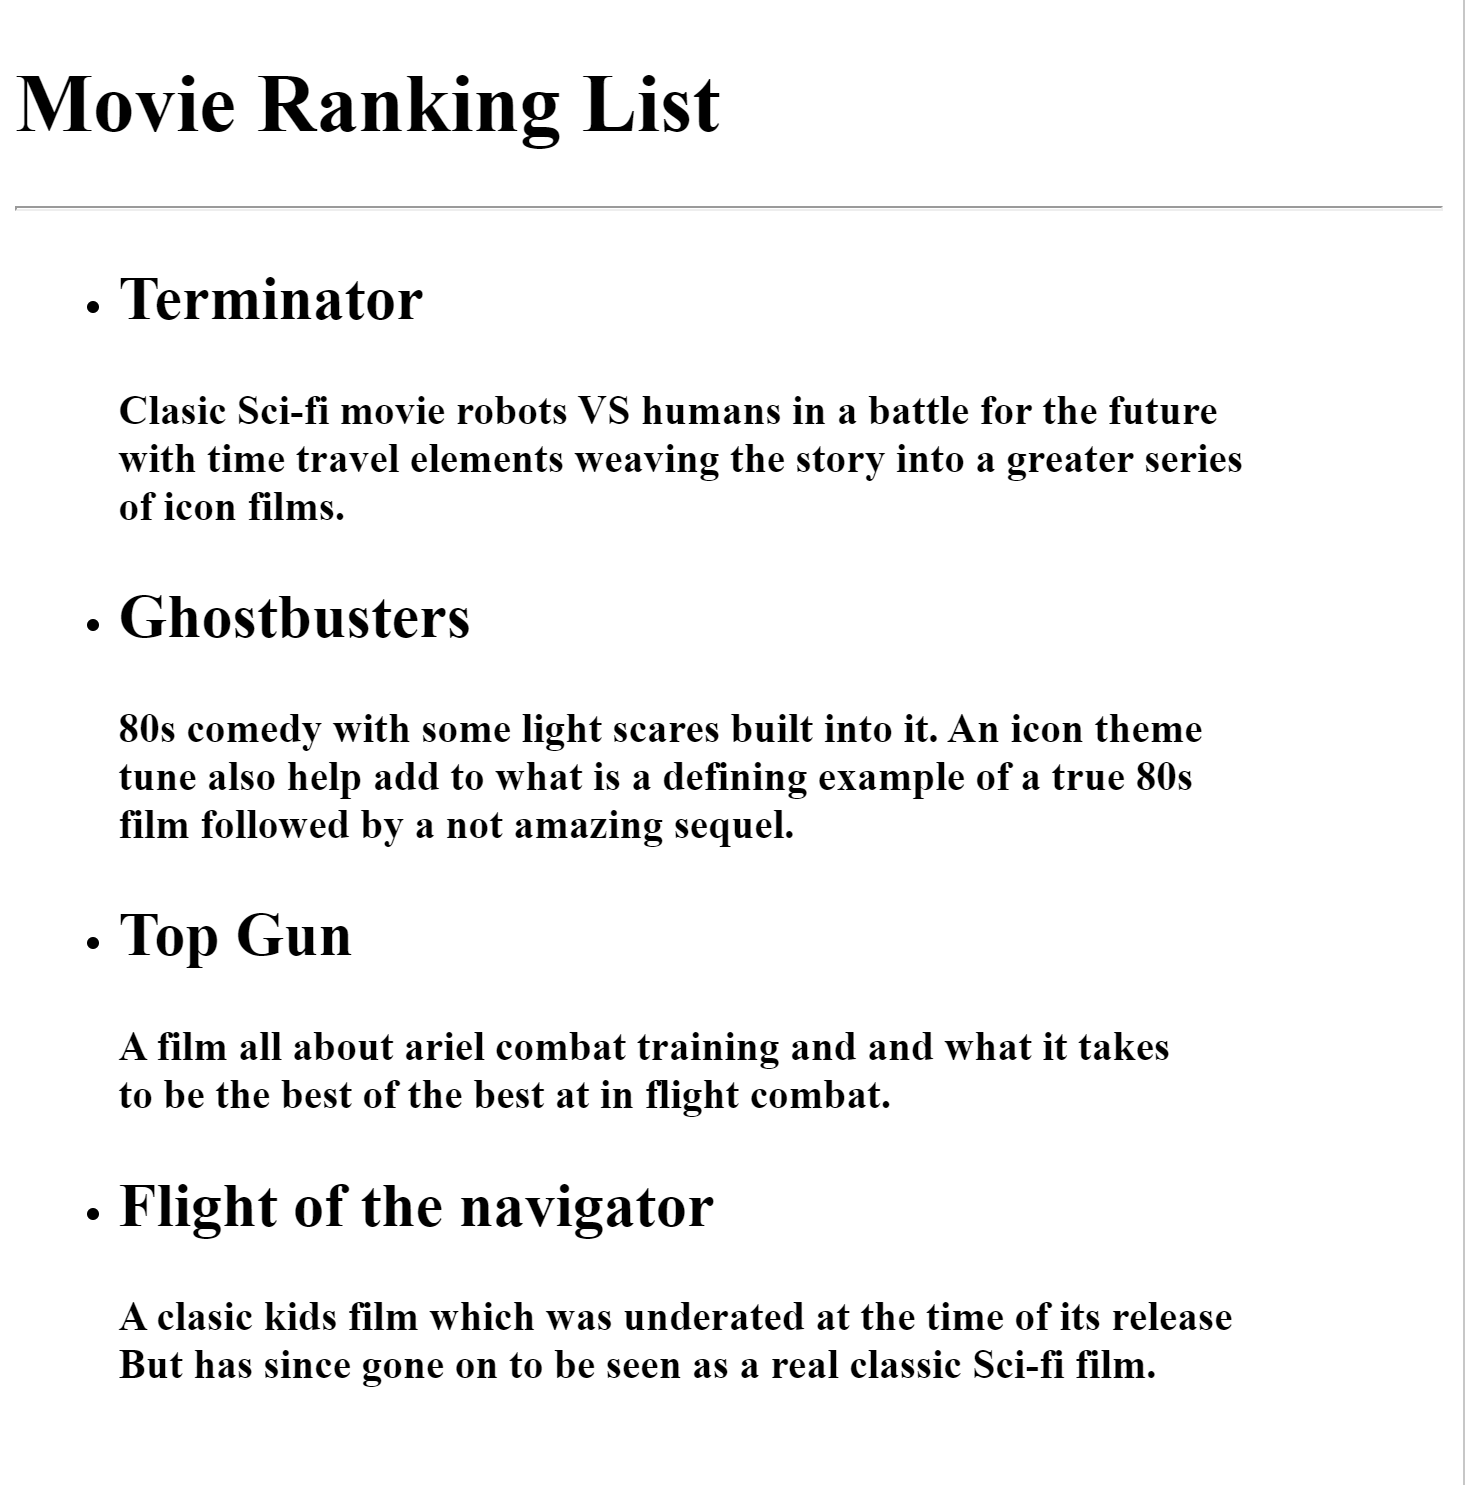 Movie Ranking List
Terminator
Clasic Sci-fi movie robots VS humans in a battle for the future
with time travel elements weaving the story into a greater series
of icon films.
Ghostbusters
80s comedy with some light scares built into it. An icon theme
tune also help add to what is a defining example of a true 80s
film followed by a not amazing sequel.
Top Gun
A film all about ariel combat training and and what it takes
to be the best of the best at in flight combat.
Flight of the navigator
A clasic kids film which was underated at the time of its release
But has since gone on to be seen as a real classic Sci-fi film.